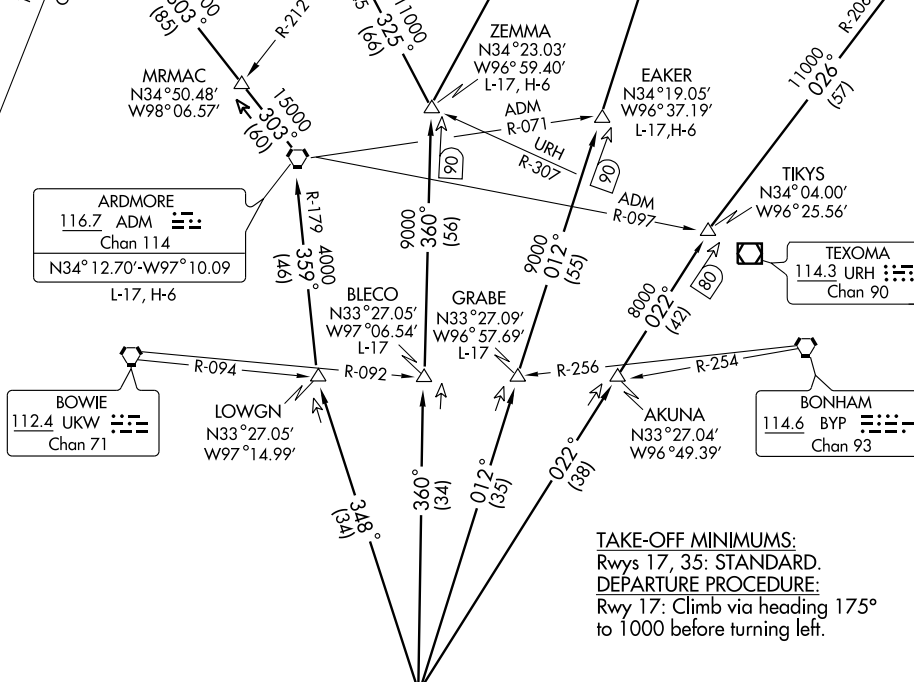 303°
(85)
R-212
11000
325°
(66)
R-206
11000
026°
(57)
ZEMMA
N34°23.03'
W96°59.40'
L-17, H-6
EAKER
N34°19.05'
W96°37.19'
L-17,H-6
MRMAC
N34°50.48'
W98°06.57'
15000
303°
(60)
ADM
R-071
URH
R-307
90
90
ADM
R-097
TIKYS
N34°04.00'
W96°25.56'
ARDMORE
116.7 ADM
Chan 114
N34°12.70'-W97°10.09
L-17, H-6
R-179
4000
359°
(46)
9000
360°
(56)
9000
012°
(55)
8000
022°
(42)
80
TEXOMA
114.3 URH
Chan 90
BLECO
N33°27.05'
W97°06.54'
L-17
GRABE
N33°27.09'
W96°57.69'
L-17
R-094
R-092
R-256
R-254
BOWIE
112.4 UKW
Chan 71
LOWGN
N33°27.05'
W97°14.99'
AKUNA
N33°27.04'
W96°49.39'
BONHAM
114.6 BYP
Chan 93
348°
(34)
360°
(34)
012°
(35)
022°
(38)
TAKE-OFF MINIMUMS:
Rwys 17, 35: STANDARD.
DEPARTURE PROCEDURE:
Rwy 17: Climb via heading 175°
to 1000 before turning left.